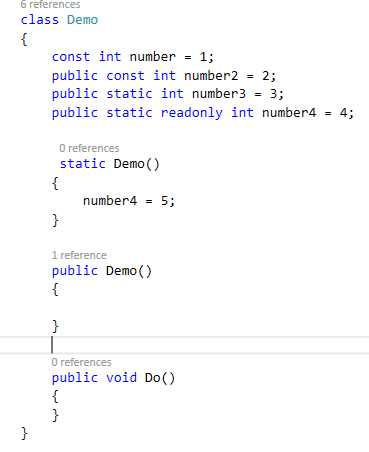 6 references
class Demo
{
const int number = 1;
public const int number2 = 2;
public static int number3 = 3;
public static readonly int number4 = 4;
0 references
static Demo()
{
number4 = 5;
}
1 reference
public Demo()
{
}
0 references
public void Do()
{
}
}